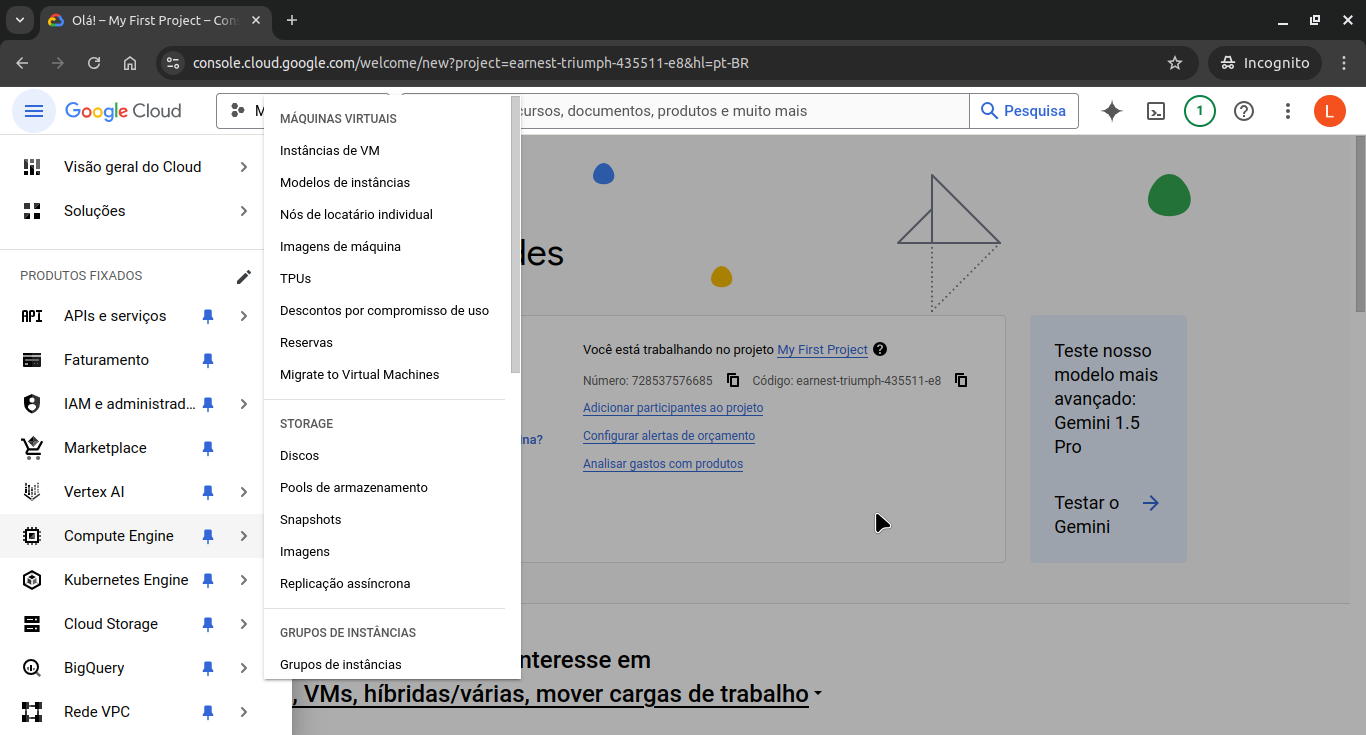 Olá! – My First Project – Con
console.cloud.google.com/welcome/new?project=earnest-triumph-435511-e8&hl=pt-BR
Incognito
Google Cloud
M
cursos, documentos, produtos e muito mais
Pesquisa
1
L
Visão geral do Cloud
Soluções
PRODUTOS FIXADOS
API APIs e serviços
Faturamento
IAM e administrad...
Marketplace
Vertex AI
Compute Engine
Kubernetes Engine
Cloud Storage
BigQuery
Rede VPC
MÁQUINAS VIRTUAIS
Instâncias de VM
Modelos de instâncias
Nós de locatário individual
Imagens de máquina
TPUs
Descontos por compromisso de uso
Reservas
Migrate to Virtual Machines
STORAGE
Discos
Pools de armazenamento
Snapshots
Imagens
Replicação assíncrona
GRUPOS DE INSTÂNCIAS
Grupos de instâncias
des
Você está trabalhando no projeto My First Project
Número: 728537576685 Código: earnest-triumph-435511-e8
Adicionar participantes ao projeto
ina? Configurar alertas de orçamento
Analisar gastos com produtos
Teste nosso
modelo mais
avançado:
Gemini 1.5
Pro
Testar o
Gemini
nteresse em
, VMs, híbridas/várias, mover cargas de trabalho